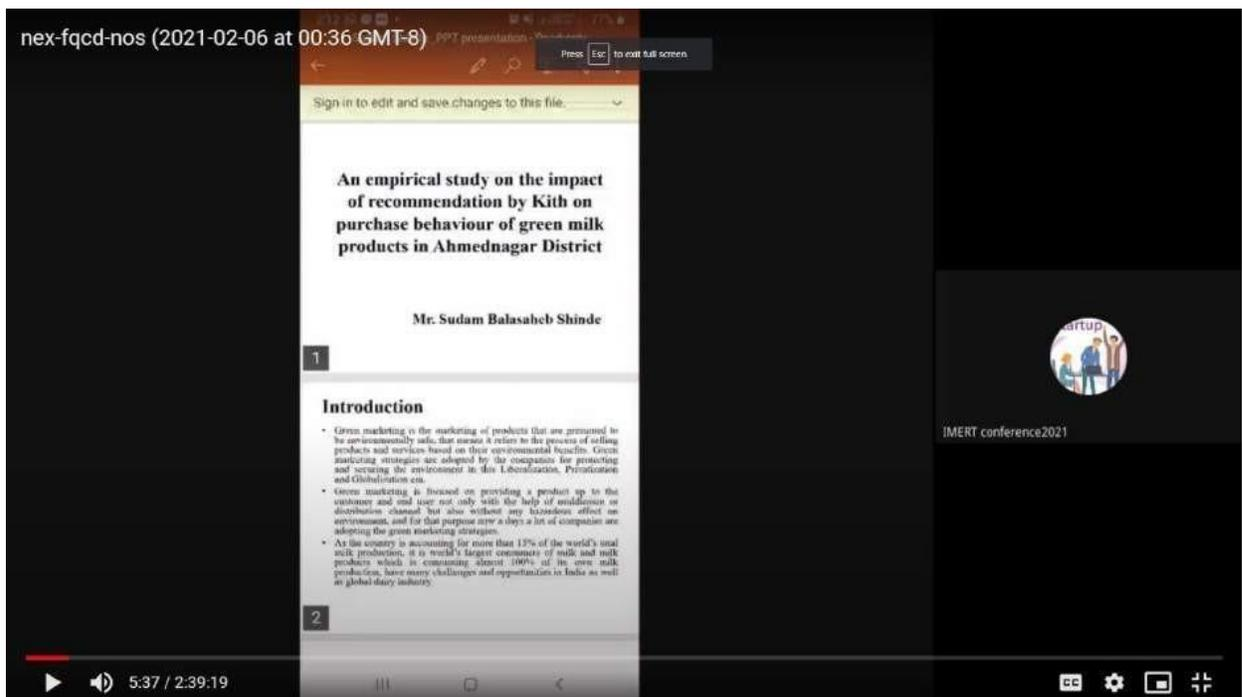 nex-fqcd-nos (2021-02-06 at 00:36 GMT-8)
PPT presentation -
Press Esc to exit full screen
Sign in to edit and save changes to this file.
An empirical study on the impact
of recommendation by Kith on
purchase behaviour of green milk
products in Ahmednagar District
Mr. Sudam Balasaheb Shinde
1
Introduction
• Green marketing is the marketing of products that are presumed to
be environmentally safe, that means it refers to the process of selling
products and services based on their environmental benefits. Green
marketing strategies are adopted by the companies for protecting
and securing the environment in this Liberalization, Privatization
and Globalization era.
• Green marketing is focused on providing a product up to the
customer and end user not only with the help of middlemen or
distribution channel but also without any hazardous effect on
environment, and for that purpose now a days a lot of companies are
adopting the green marketing strategies.
• As the country is accounting for more than 15% of the world's total
milk production, it is world's largest consumers of milk and milk
products which is consuming almost 100% of its own milk
production, have many challenges and opportunities in India as well
as global dairy industry
2
artup
IMERT conference2021
5:37 / 2:39:19
CC